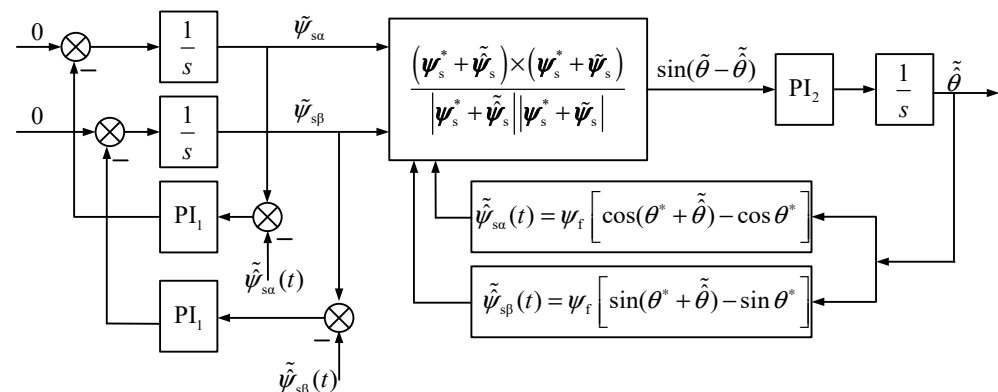 0
−
1/s
ψ̃sα
0
−
1/s
ψ̃sβ
(ψs* + ψ̃̂s) × (ψs* + ψ̃s)
|ψs* + ψ̃̂s||ψs* + ψ̃s|
sin(θ̃ − θ̃̂)
PI2
1/s
θ̃̂
PI1
−
ψ̃̂sα(t)
ψ̃̂sα(t) = ψf[cos(θ* + θ̃̂) − cos θ*]
PI1
−
ψ̃̂sβ(t)
ψ̃̂sβ(t) = ψf[sin(θ* + θ̃̂) − sin θ*]